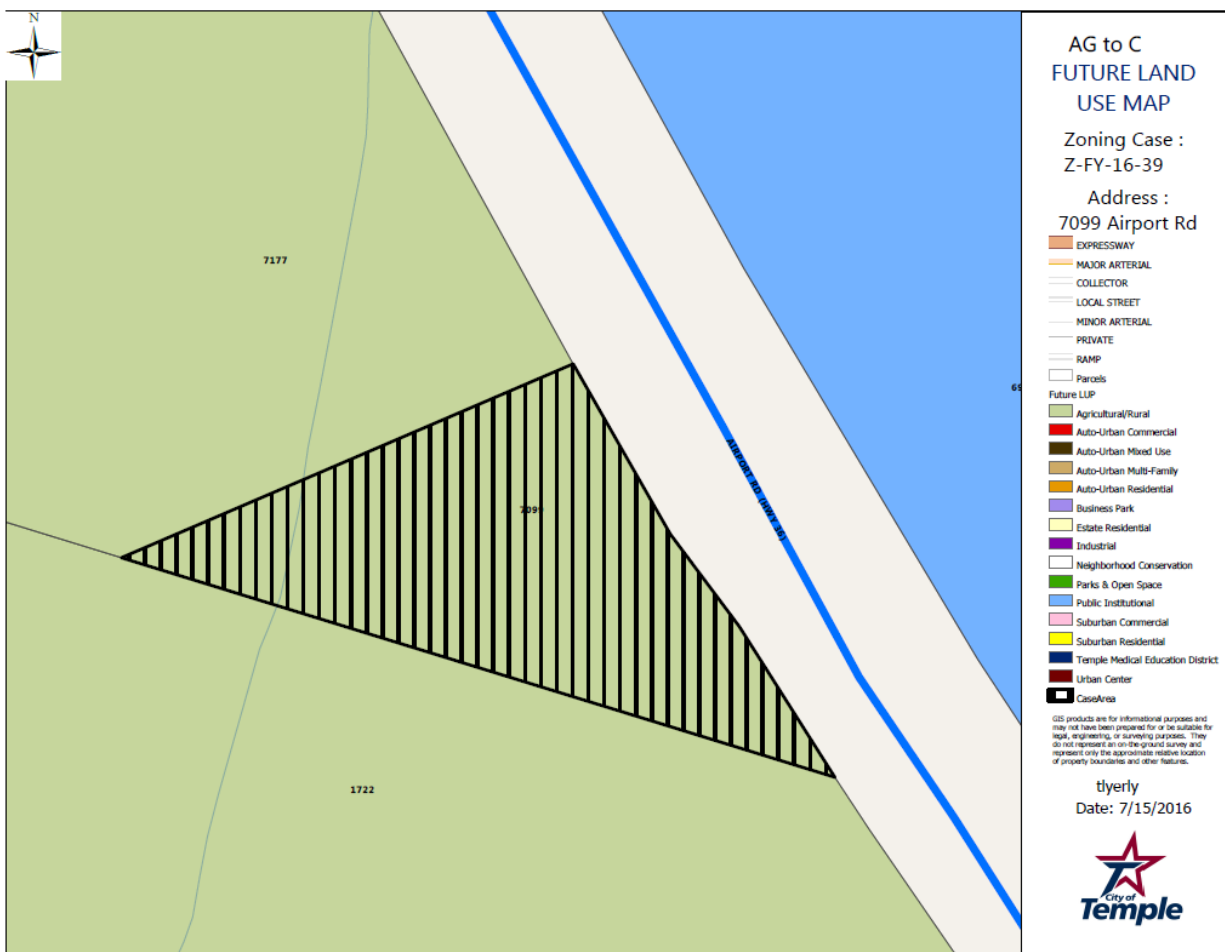 N
AG to C
FUTURE LAND
USE MAP
Zoning Case :
Z-FY-16-39
Address :
7099 Airport Rd
EXPRESSWAY
MAJOR ARTERIAL
COLLECTOR
LOCAL STREET
MINOR ARTERIAL
PRIVATE
RAMP
Parcels
Future LUP
Agricultural/Rural
Auto-Urban Commercial
Auto-Urban Mixed Use
Auto-Urban Multi-Family
Auto-Urban Residential
Business Park
Estate Residential
Industrial
Neighborhood Conservation
Parks & Open Space
Public Institutional
Suburban Commercial
Suburban Residential
Temple Medical Education District
Urban Center
CaseArea
GIS products are for informational purposes and
may not have been prepared for or be suitable for
legal, engineering, or surveying purposes. They
do not represent an on-the-ground survey and
represent only the approximate relative location
of property boundaries and other features.
tlyerly
Date: 7/15/2016
City of
Temple
7177
7099
1722
AIRPORT RD (HWY 36)